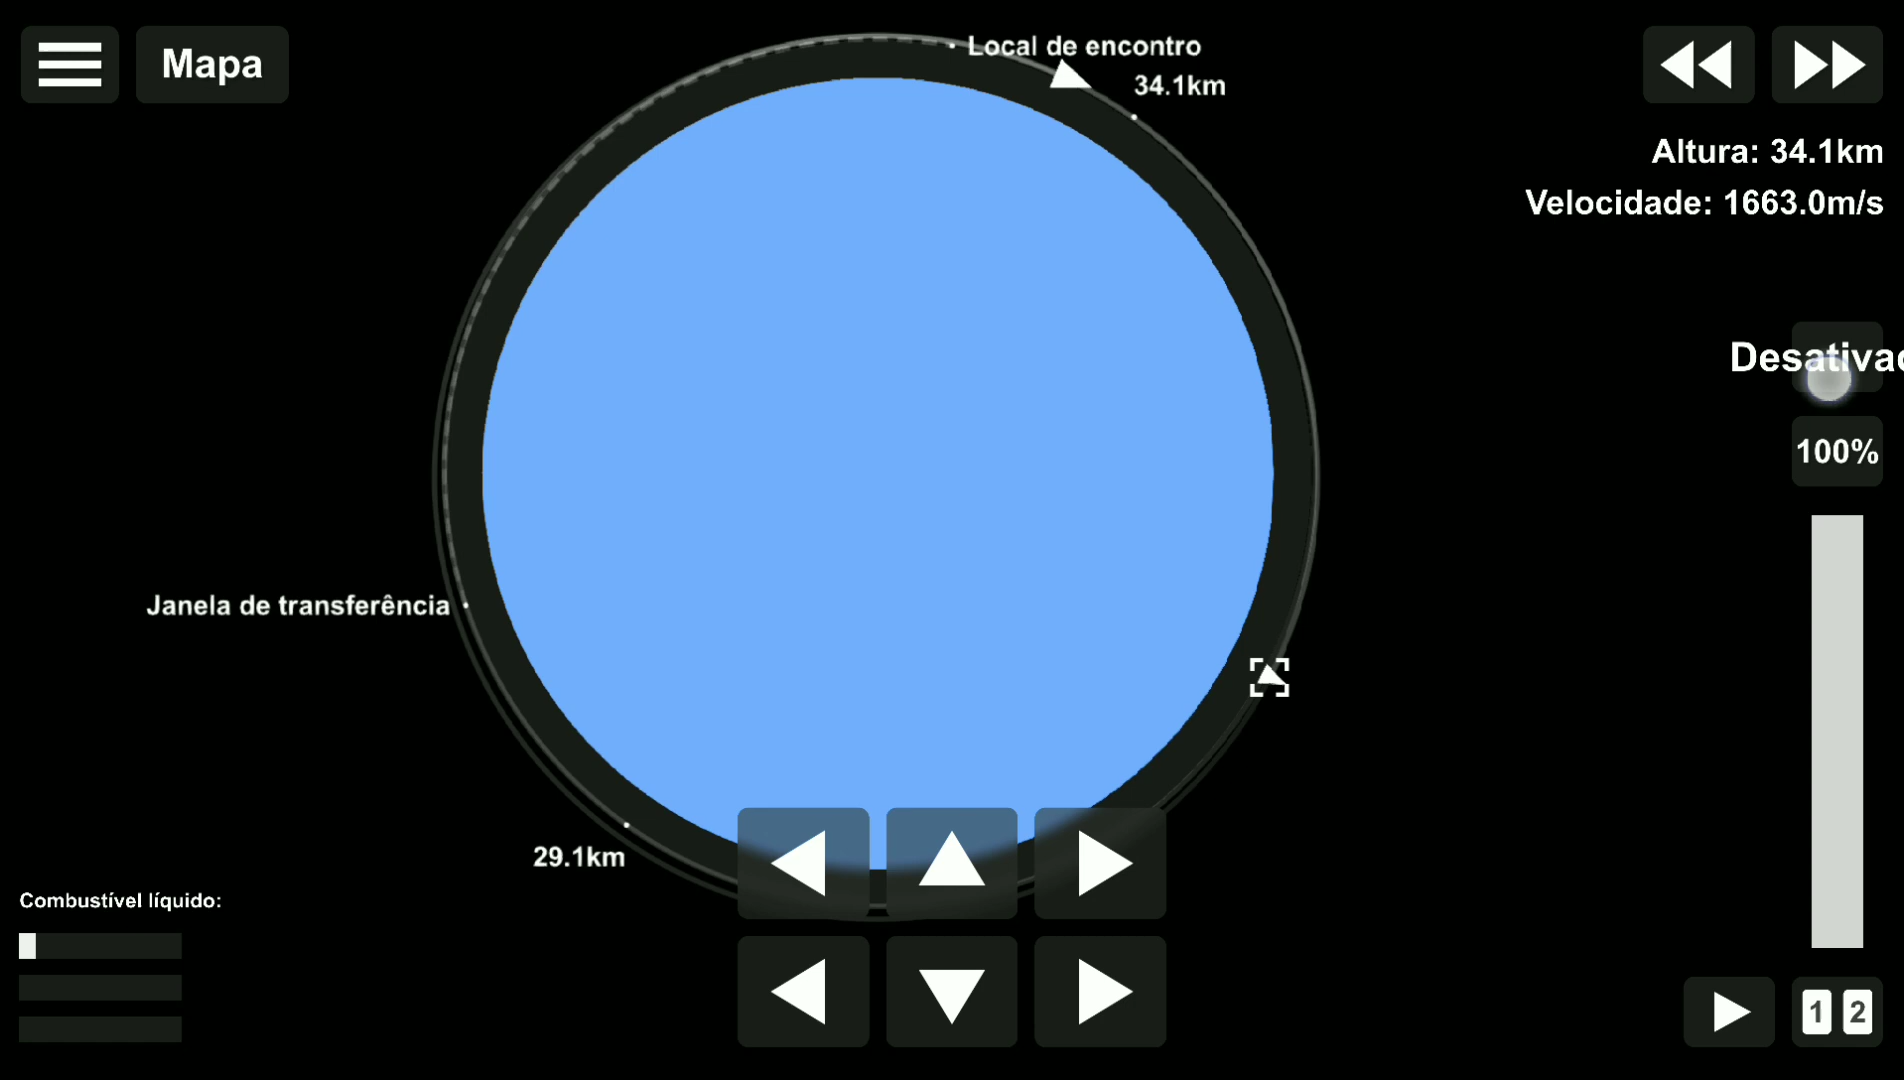 Mapa
Local de encontro
34.1km
Altura: 34.1km
Velocidade: 1663.0m/s
100%
Janela de transferência
29.1km
Combustível líquido:
1 2